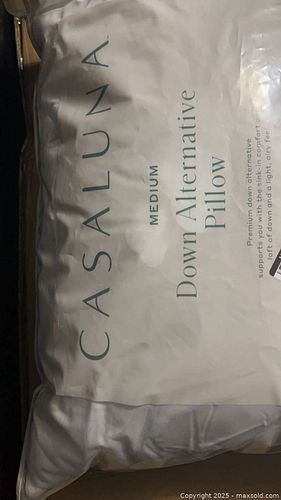 CASALUNA
MEDIUM
Down Alternative
Pillow
Premium down alternative
supports you with the sink-in comfort &
loft of down and a light, airy feel
Copyright 2025 - maxsold.com